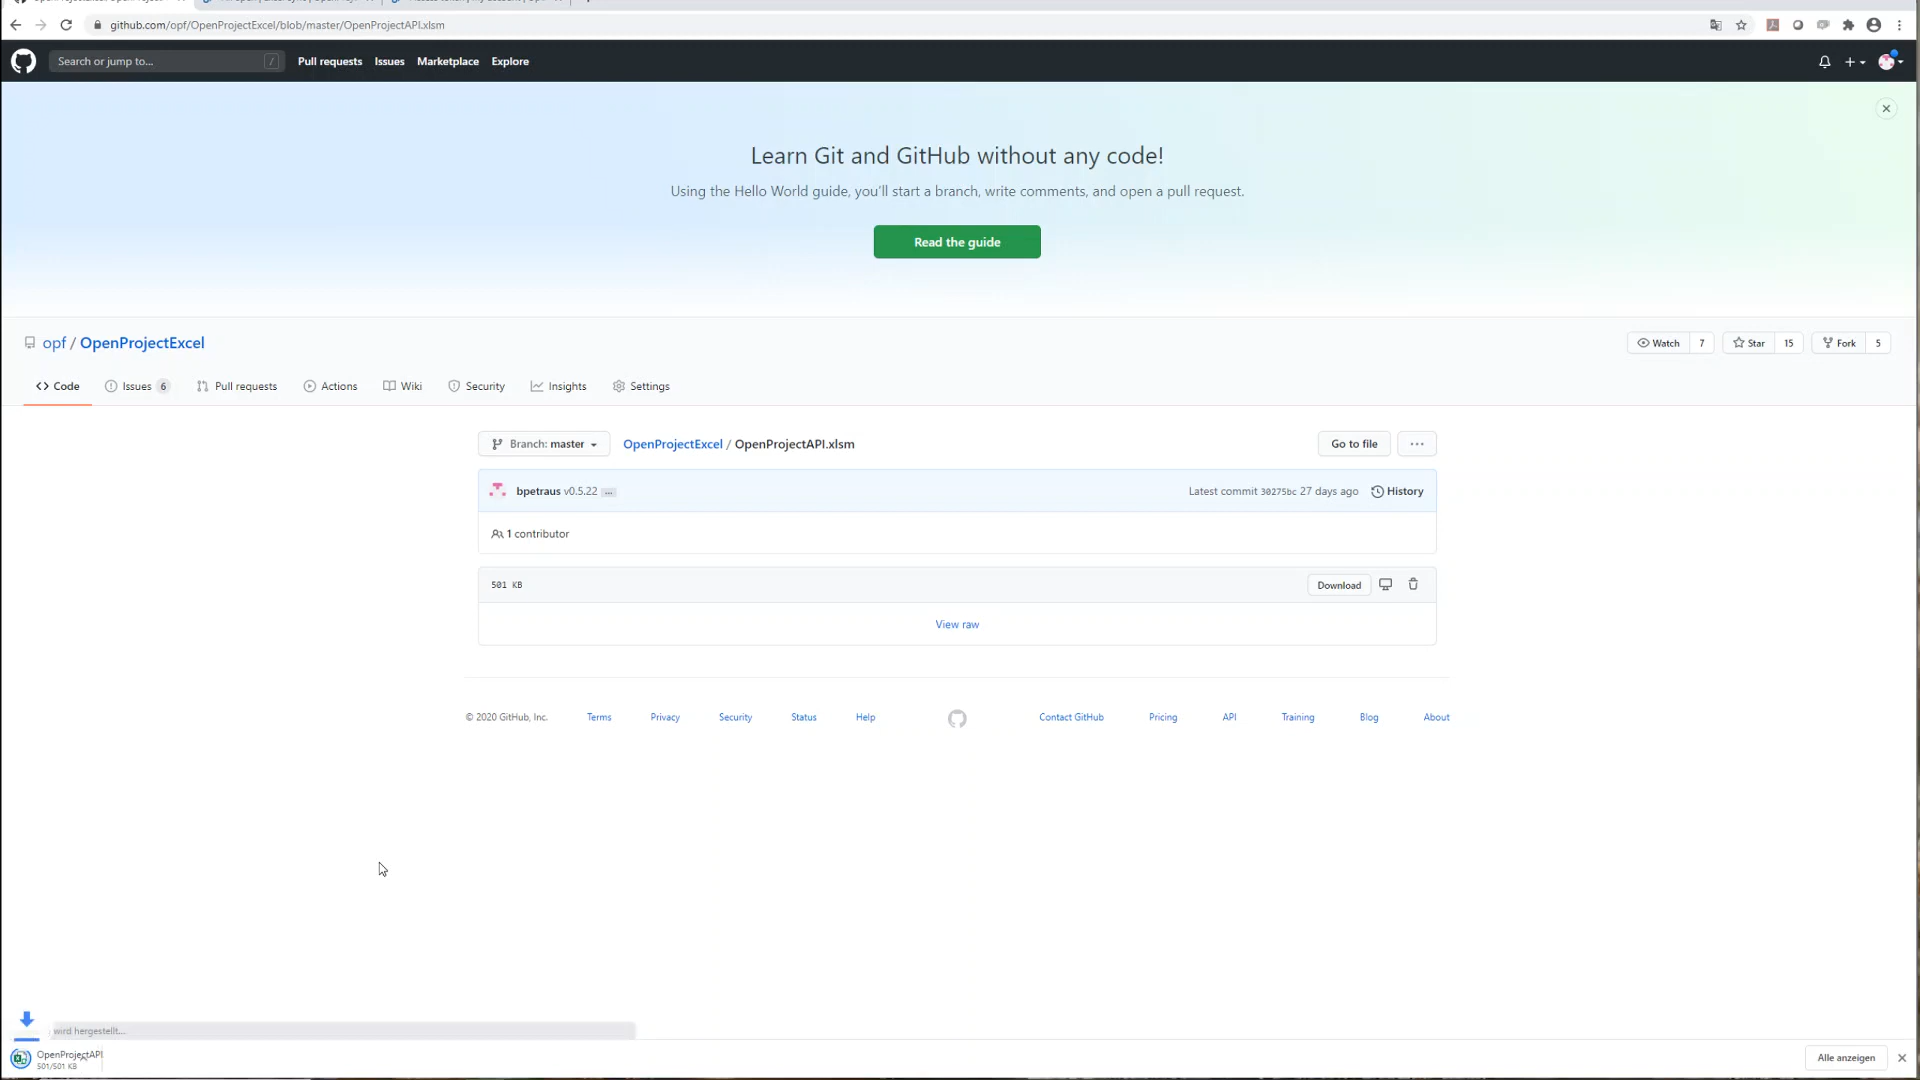 github.com/opf/OpenProjectExcel/blob/master/OpenProjectAPI.xlsm
Search or jump to...
/
Pull requests
Issues
Marketplace
Explore
Learn Git and GitHub without any code!
Using the Hello World guide, you'll start a branch, write comments, and open a pull request.
Read the guide
opf / OpenProjectExcel
Watch 7
Star 15
Fork 5
Code
Issues 6
Pull requests
Actions
Wiki
Security
Insights
Settings
Branch: master
OpenProjectExcel / OpenProjectAPI.xlsm
Go to file
...
bpetraus v0.5.22 ...
Latest commit 30275bc 27 days ago
History
1 contributor
501 KB
Download
View raw
© 2020 GitHub, Inc.
Terms
Privacy
Security
Status
Help
Contact GitHub
Pricing
API
Training
Blog
About
wird hergestellt...
OpenProjectAPI
501/501 KB
Alle anzeigen